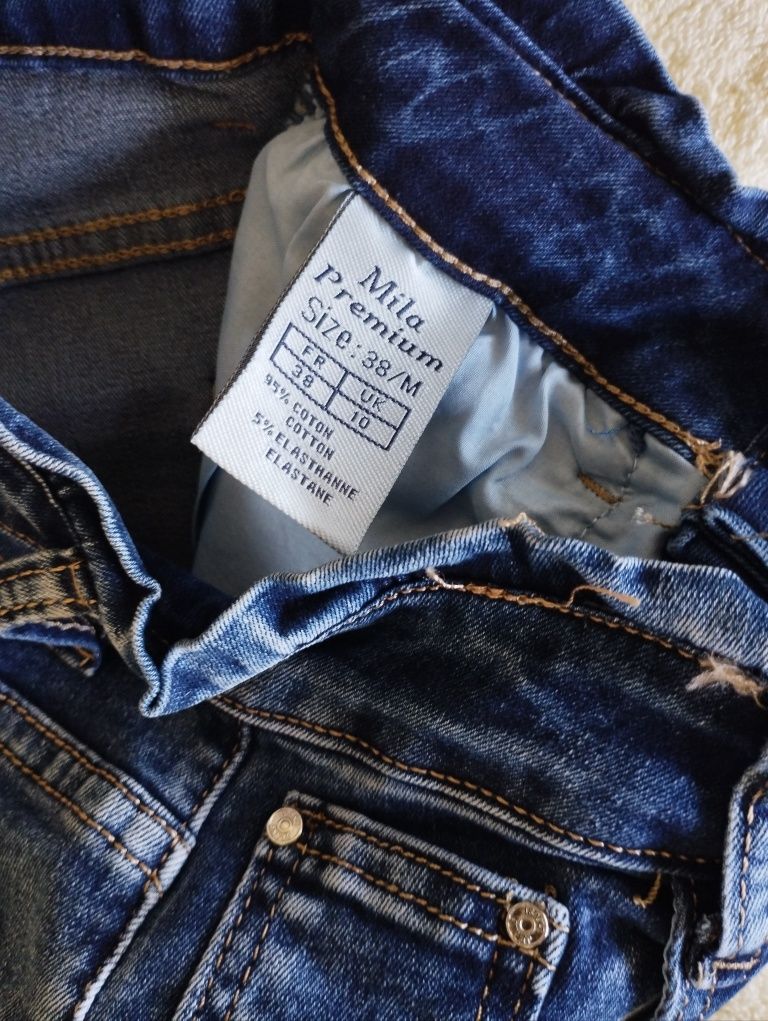 Mila
Premium
Size:38/M
FR UK
38 10
95% COTON
COTTON
5% ELASTHANNE
ELASTANE